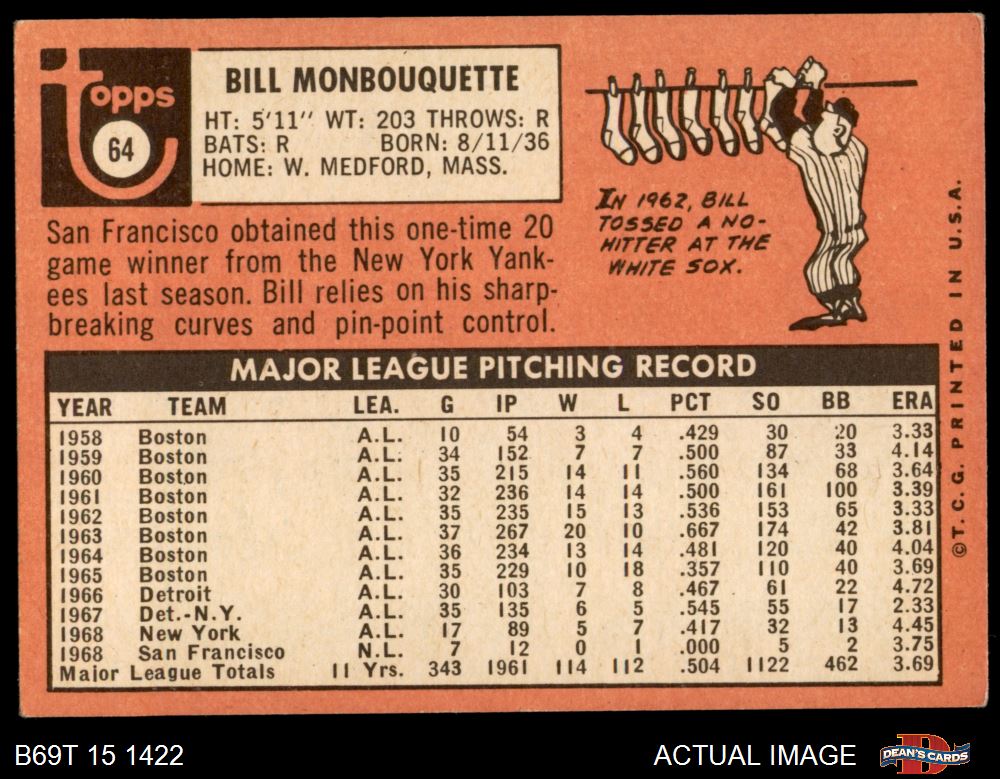 topps
64
BILL MONBOUQUETTE
HT: 5'11" WT: 203 THROWS: R
BATS: R BORN: 8/11/36
HOME: W. MEDFORD, MASS.
San Francisco obtained this one-time 20
game winner from the New York Yank-
ees last season. Bill relies on his sharp-
breaking curves and pin-point control.
IN 1962, BILL
TOSSED A NO-
HITTER AT THE
WHITE SOX.
MAJOR LEAGUE PITCHING RECORD
YEAR TEAM LEA. G IP W L PCT SO BB ERA
1958 Boston A.L. 10 54 3 4 .429 30 20 3.33
1959 Boston A.L. 34 152 7 7 .500 87 33 4.14
1960 Boston A.L. 35 215 14 11 .560 134 68 3.64
1961 Boston A.L. 32 236 14 14 .500 161 100 3.39
1962 Boston A.L. 35 235 15 13 .536 153 65 3.33
1963 Boston A.L. 37 267 20 10 .667 174 42 3.81
1964 Boston A.L. 36 234 13 14 .481 120 40 4.04
1965 Boston A.L. 35 229 10 18 .357 110 40 3.69
1966 Detroit A.L. 30 103 7 8 .467 61 22 4.72
1967 Det.-N.Y. A.L. 35 135 6 5 .545 55 17 2.33
1968 New York A.L. 17 89 5 7 .417 32 13 4.45
1968 San Francisco N.L. 7 12 0 1 .000 5 2 3.75
Major League Totals 11 Yrs. 343 1961 114 112 .504 1122 462 3.69
©T. C. G. PRINTED IN U.S.A.
B69T 15 1422
ACTUAL IMAGE
DEAN'S CARDS